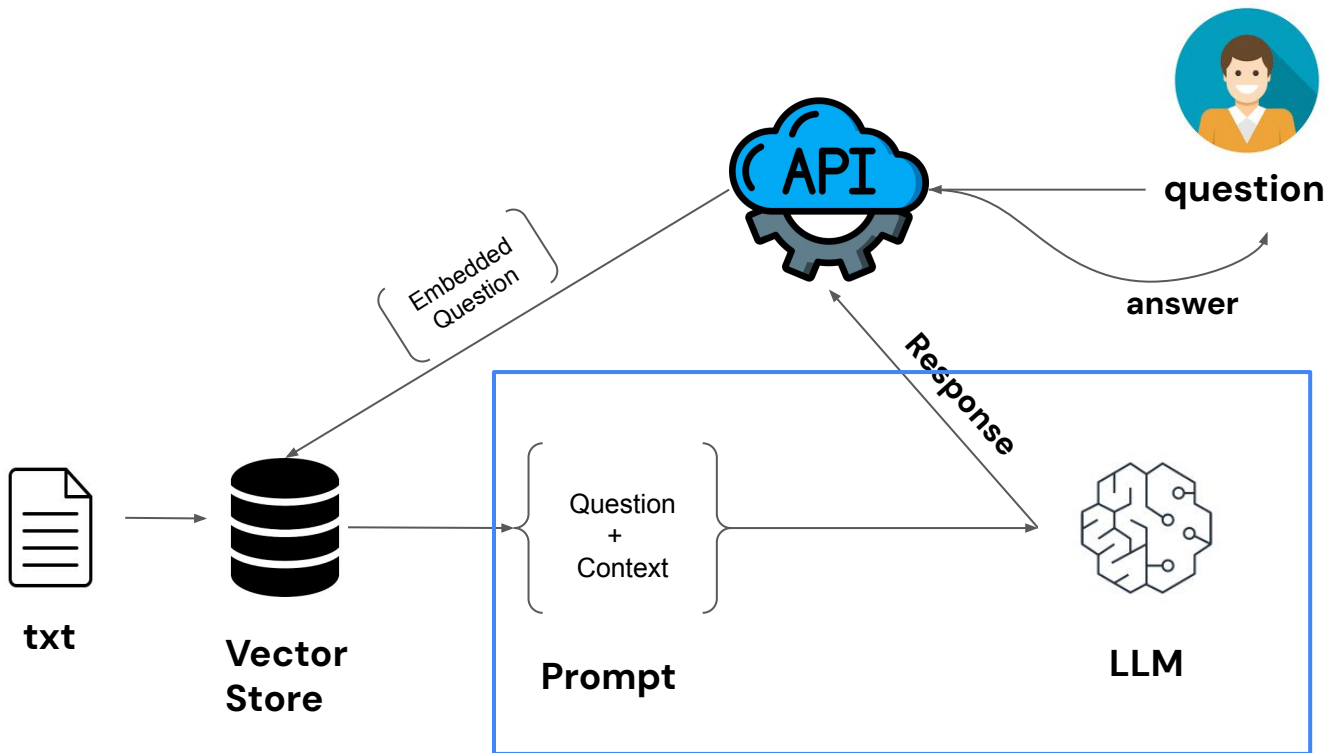 API
question
answer
Embedded
Question
Response
Question
+
Context
txt
Vector
Store
Prompt
LLM